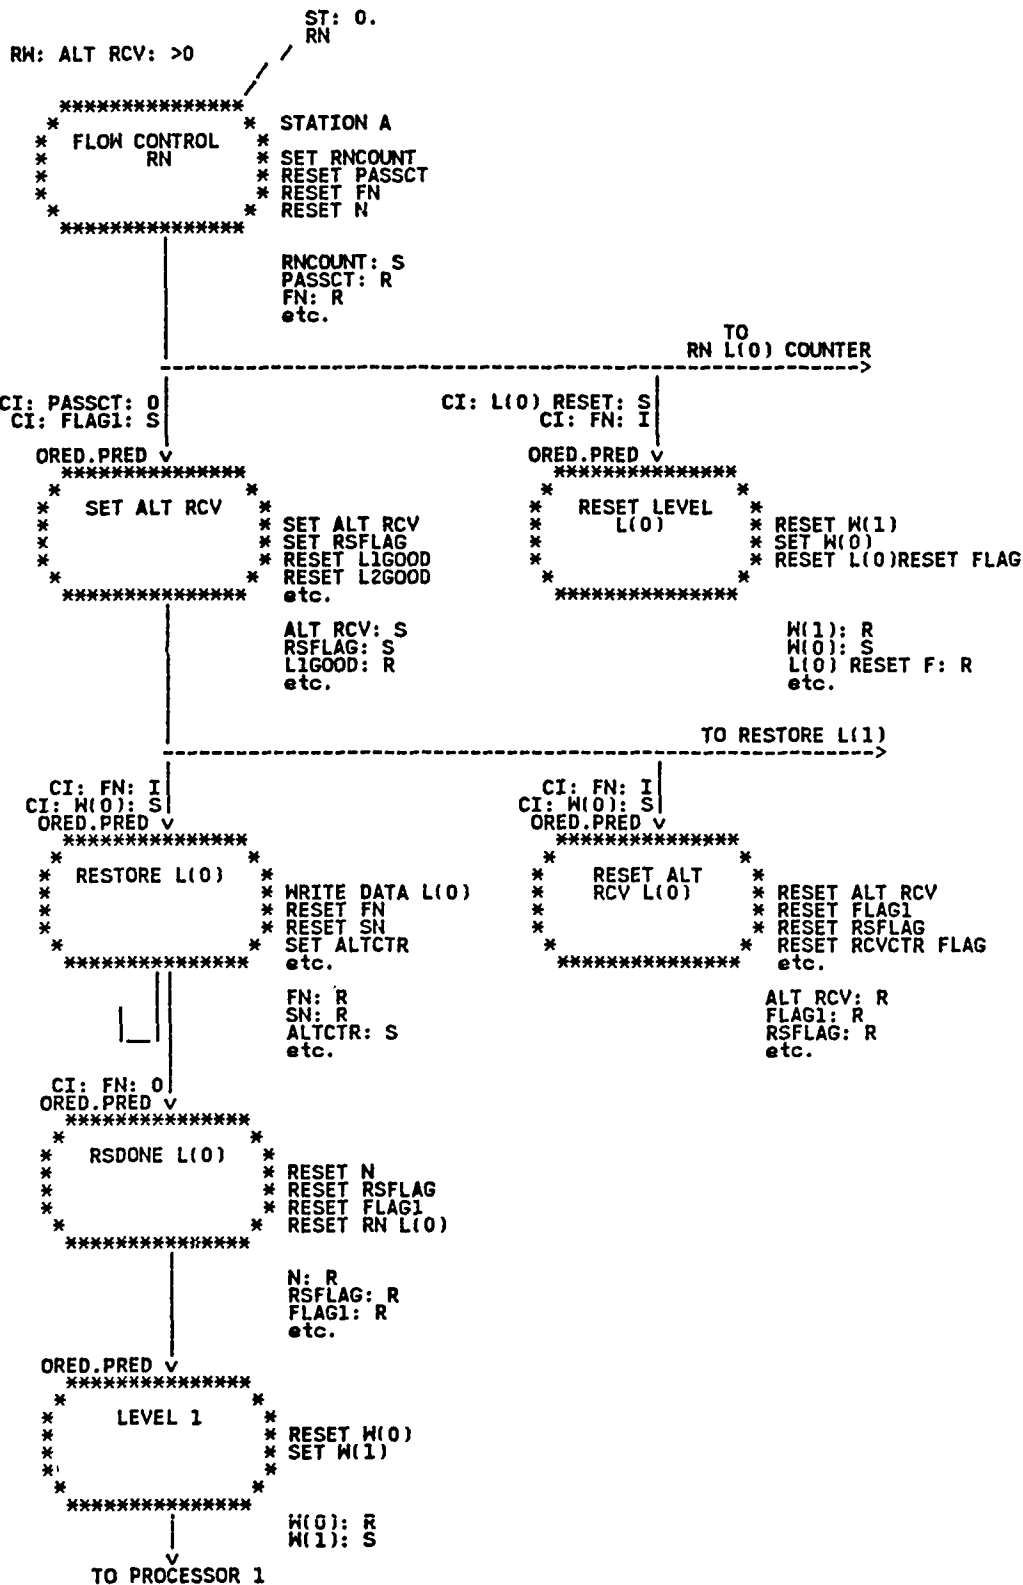 ST: 0.
RN
RW: ALT RCV: >0
FLOW CONTROL
RN
STATION A
SET RNCOUNT
RESET PASSCT
RESET FN
RESET N
RNCOUNT: S
PASSCT: R
FN: R
etc.
TO
RN L(0) COUNTER
CI: PASSCT: 0
CI: FLAG1: S
ORED.PRED
SET ALT RCV
SET ALT RCV
SET RSFLAG
RESET L1GOOD
RESET L2GOOD
etc.
ALT RCV: S
RSFLAG: S
L1GOOD: R
etc.
CI: L(0) RESET: S
CI: FN: I
ORED.PRED
RESET LEVEL
L(0)
RESET W(1)
SET W(0)
RESET L(0)RESET FLAG
W(1): R
W(0): S
L(0) RESET F: R
etc.
TO RESTORE L(1)
CI: FN: I
CI: W(0): S
ORED.PRED
RESTORE L(0)
WRITE DATA L(0)
RESET FN
RESET SN
SET ALTCTR
etc.
FN: R
SN: R
ALTCTR: S
etc.
CI: FN: I
CI: W(0): S
ORED.PRED
RESET ALT
RCV L(0)
RESET ALT RCV
RESET FLAG1
RESET RSFLAG
RESET RCVCTR FLAG
etc.
ALT RCV: R
FLAG1: R
RSFLAG: R
etc.
CI: FN: 0
ORED.PRED
RSDONE L(0)
RESET N
RESET RSFLAG
RESET FLAG1
RESET RN L(0)
N: R
RSFLAG: R
FLAG1: R
etc.
ORED.PRED
LEVEL 1
RESET W(0)
SET W(1)
W(0): R
W(1): S
TO PROCESSOR 1